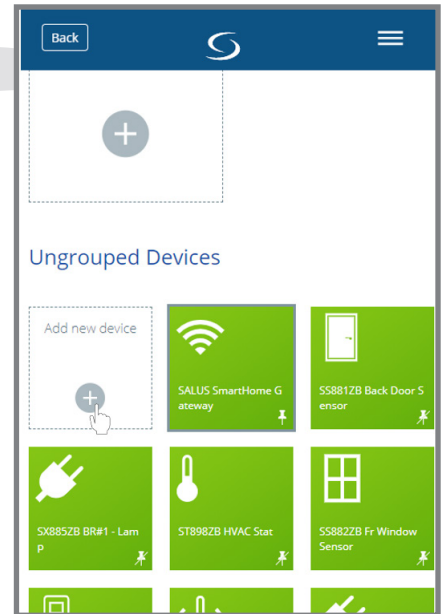 Back
Ungrouped Devices
Add new device
SALUS SmartHome G
ateway
SS881ZB Back Door S
ensor
SX885ZB BR#1 - Lam
p
ST898ZB HVAC Stat
SS882ZB Fr Window
Sensor